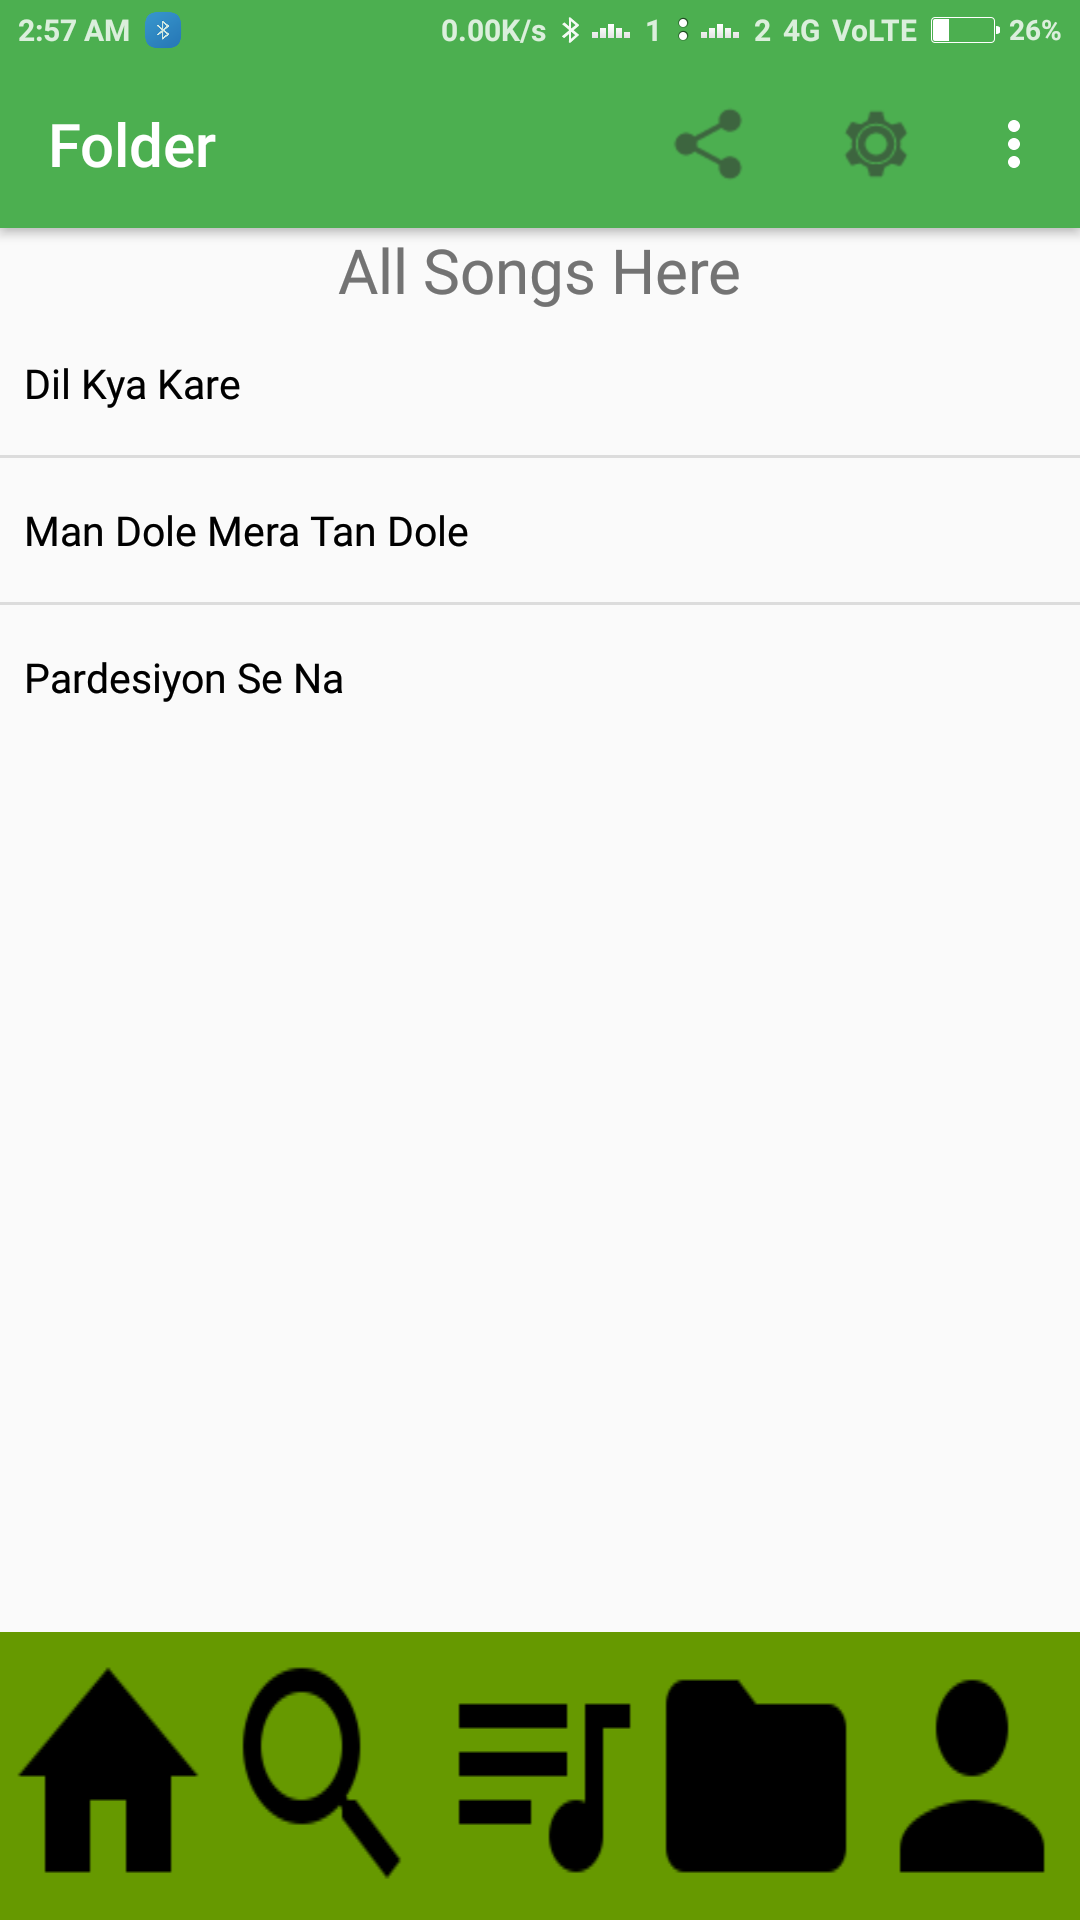 2:57 AM 0.00K/s 1 2 4G VoLTE 26%
Folder
All Songs Here
Dil Kya Kare
Man Dole Mera Tan Dole
Pardesiyon Se Na